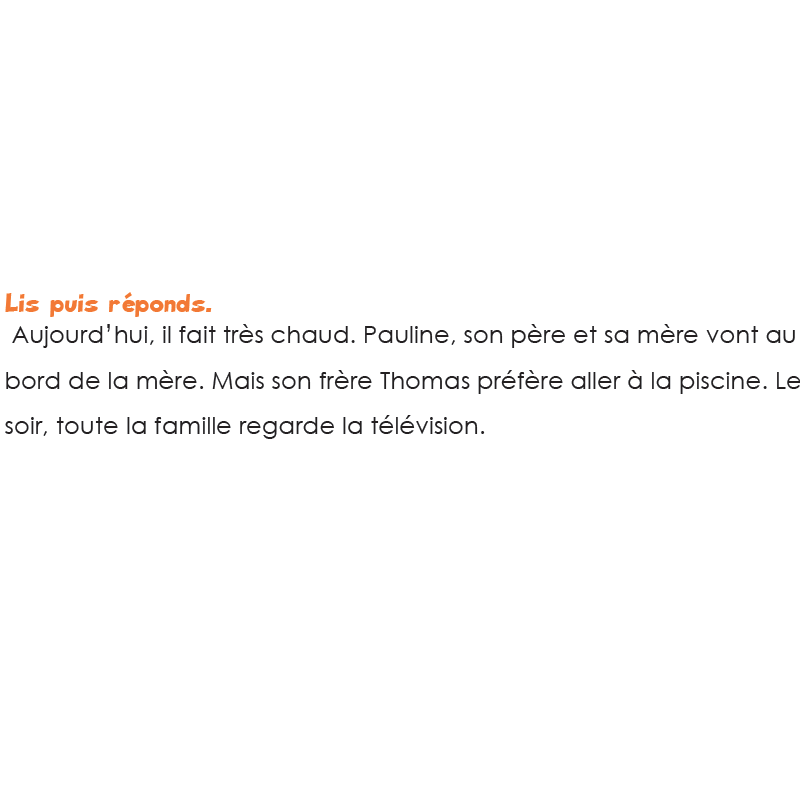 Lis puis réponds.
Aujourd’hui, il fait très chaud. Pauline, son père et sa mère vont au
bord de la mère. Mais son frère Thomas préfère aller à la piscine. Le
soir, toute la famille regarde la télévision.